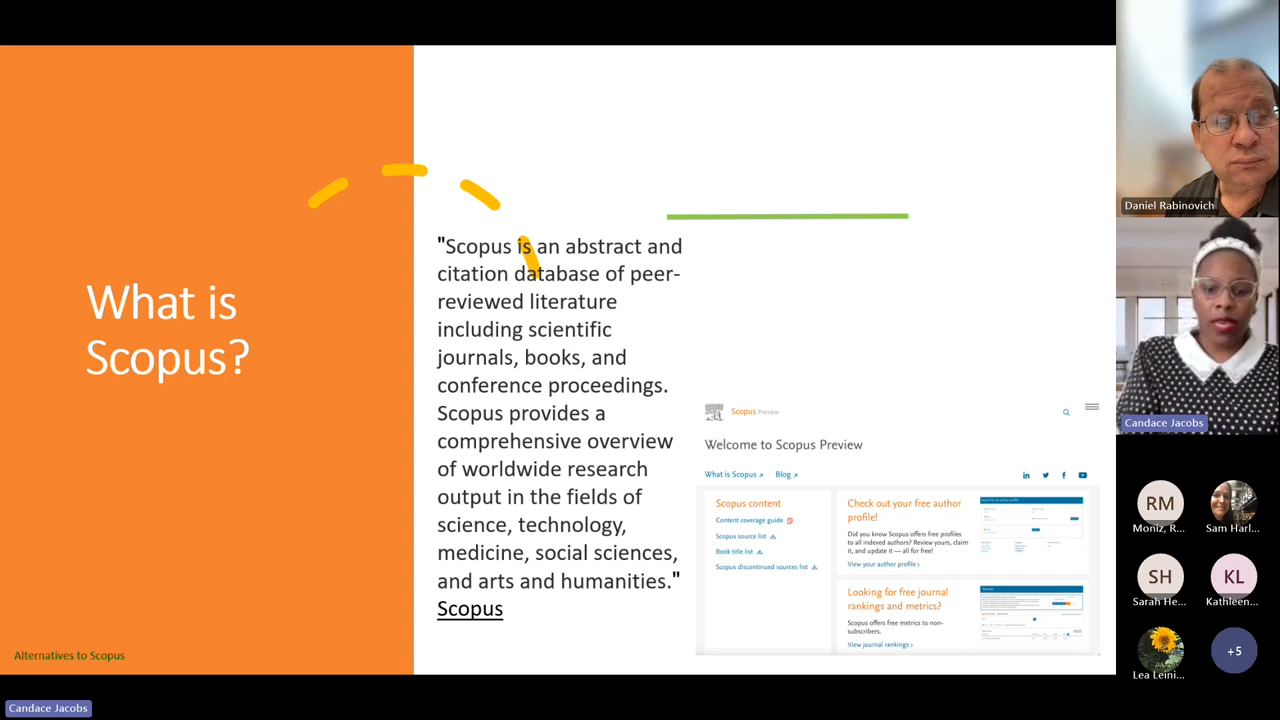 What is
Scopus?
"Scopus is an abstract and
citation database of peer-
reviewed literature
including scientific
journals, books, and
conference proceedings.
Scopus provides a
comprehensive overview
of worldwide research
output in the fields of
science, technology,
medicine, social sciences,
and arts and humanities."
Scopus
Alternatives to Scopus
Scopus Preview
Welcome to Scopus Preview
What is Scopus
Blog
Scopus content
Content coverage guide
Scopus source list
Book title list
Scopus discontinued sources list
Check out your free author
profile!
Did you know Scopus offers free profiles
to all indexed authors? Review yours, claim
it, and update it — all for free!
View your author profile
Looking for free journal
rankings and metrics?
Scopus offers free metrics to non-
subscribers.
View journal rankings
Daniel Rabinovich
Candace Jacobs
RM
Moniz, R...
Sam Harl...
SH
Sarah He...
KL
Kathleen...
Lea Leini...
+5
Candace Jacobs